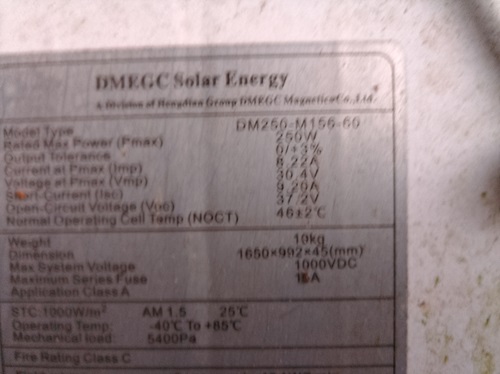 DMEGC Solar Energy
A Division of Hengdian Group DMEGC Magnetics Co., Ltd.
Model Type DM250-M156-60
Rated Max Power (Pmax) 250W
Output Tolerance 0/+3%
Current at Pmax (Imp) 8.22A
Voltage at Pmax (Vmp) 30.4V
Short-Current (Isc) 9.20A
Open-Circuit Voltage (Voc) 37.2V
Normal Operating Cell Temp (NOCT) 46±2℃
Weight 19kg
Dimension 1650×992×45(mm)
Max System Voltage 1000VDC
Maximum Series Fuse A
Application Class A
STC:1000W/m² AM 1.5 25℃
Operating Temp: -40℃ To +85℃
Mechanical load: 5400Pa
Fire Rating Class C